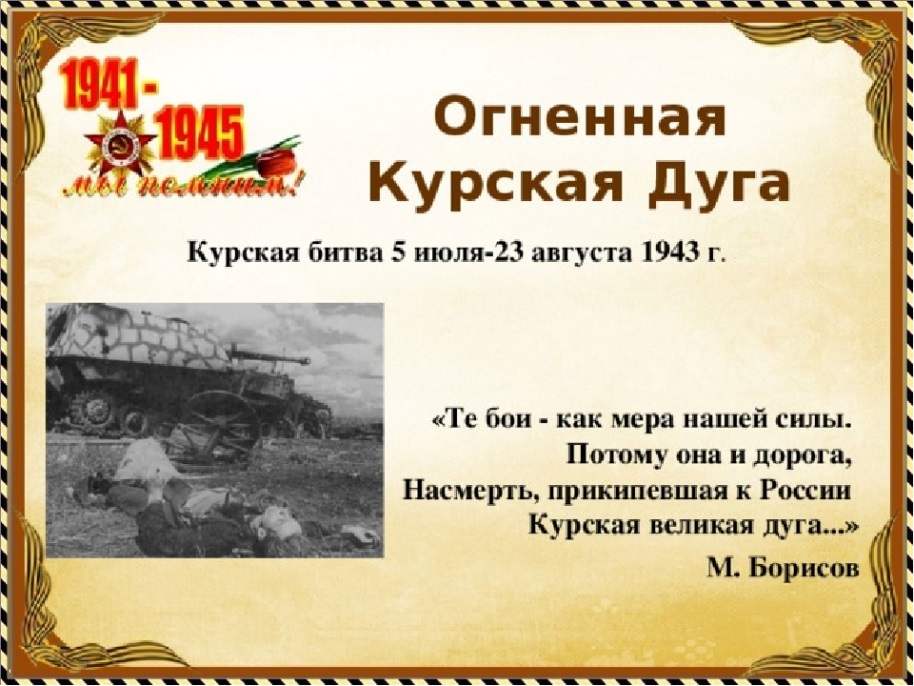 1941 -
1945
мы помним!
Огненная
Курская Дуга
Курская битва 5 июля-23 августа 1943 г.
«Те бои - как мера нашей силы.
Потому она и дорога,
Насмерть, прикипевшая к России
Курская великая дуга...»
М. Борисов